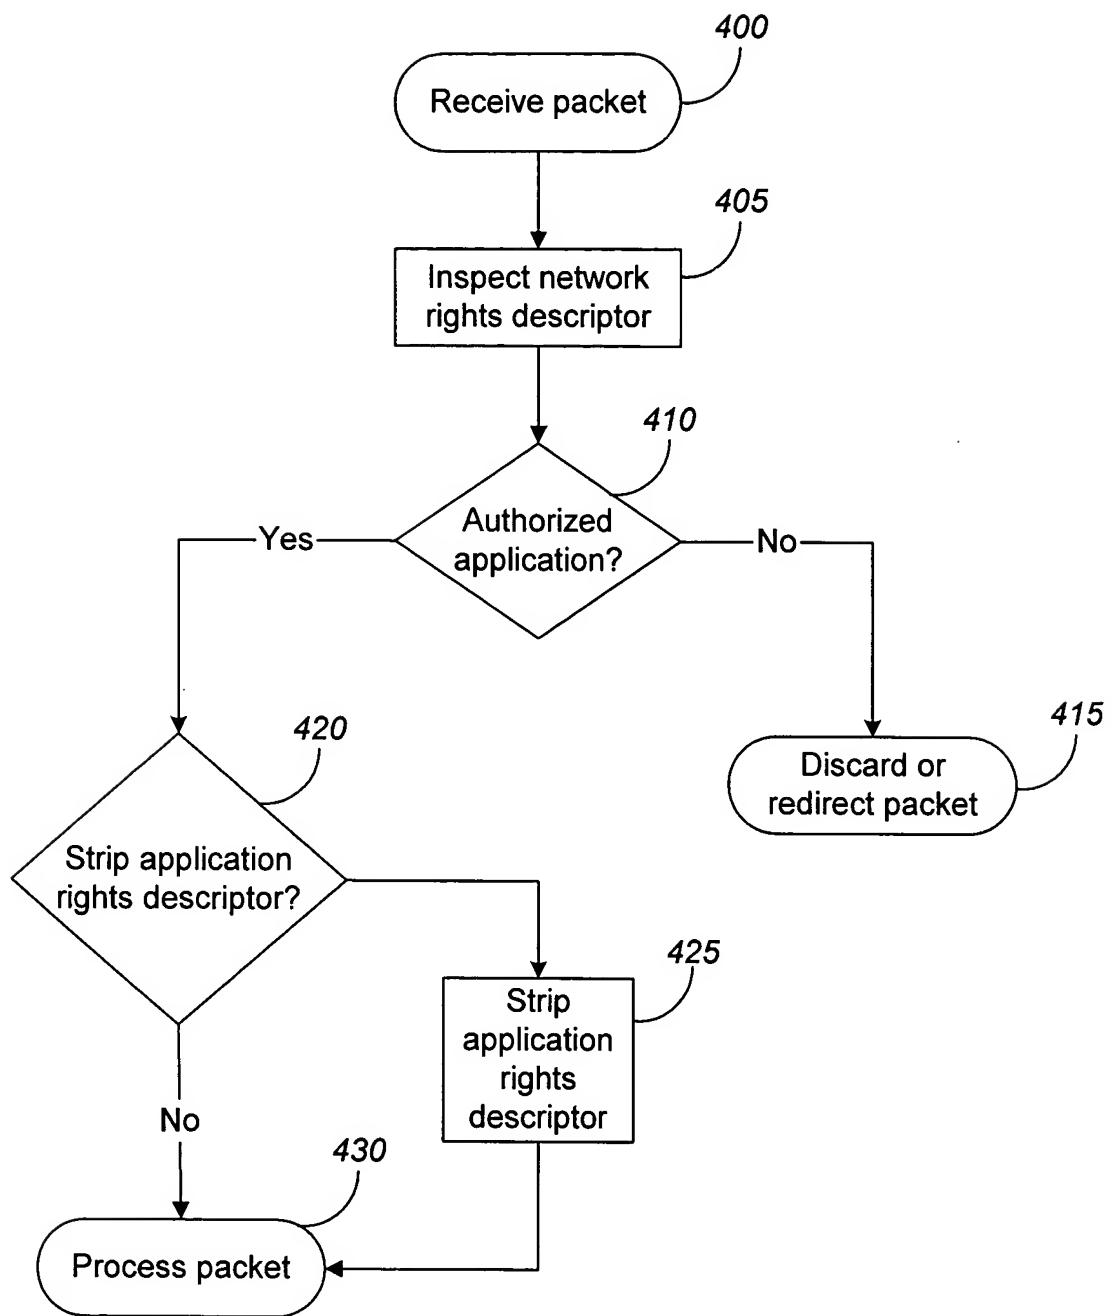 400
Receive packet
405
Inspect network
rights descriptor
410
Authorized
application?
Yes
No
420
415
Discard or
redirect packet
Strip application
rights descriptor?
425
Strip
application
rights
descriptor
No
430
Process packet